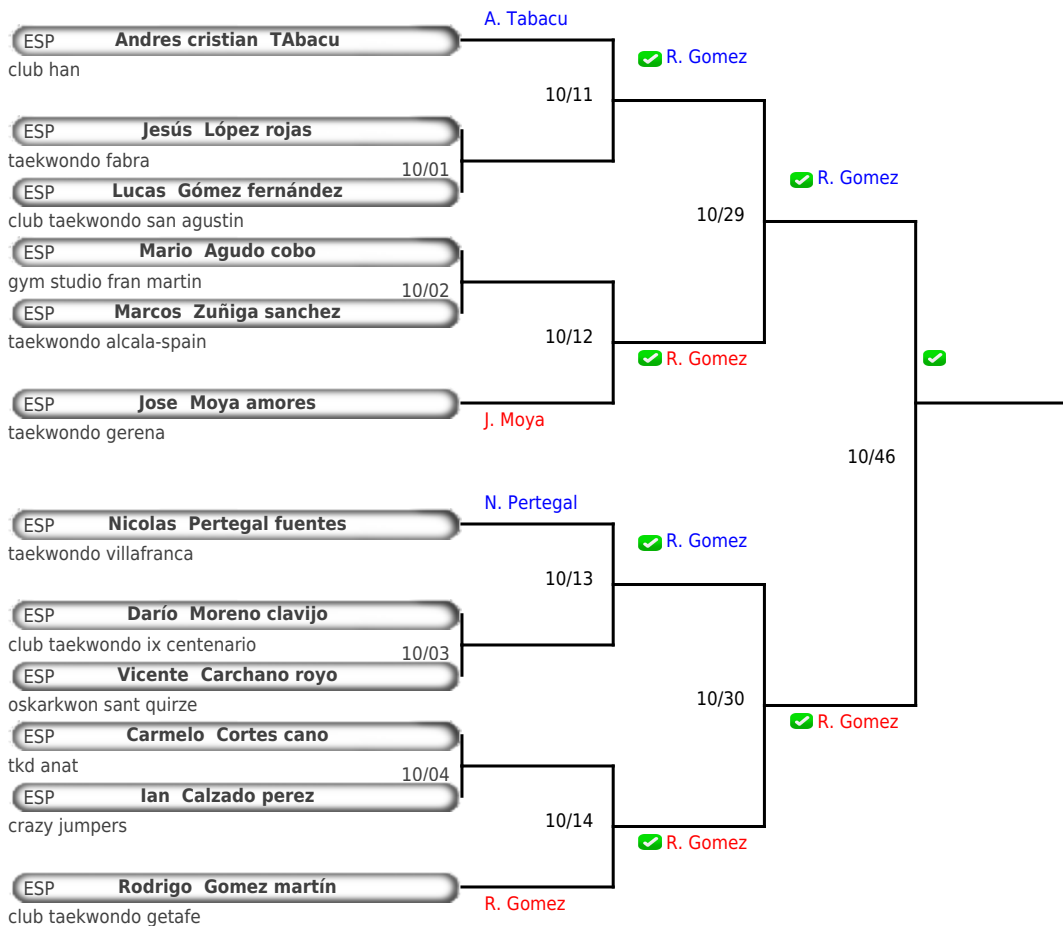 A. Tabacu
ESP Andres cristian TAbacu
club han
R. Gomez
10/11
ESP Jesús López rojas
taekwondo fabra
10/01
ESP Lucas Gómez fernández
club taekwondo san agustin
R. Gomez
10/29
ESP Mario Agudo cobo
gym studio fran martin
10/02
ESP Marcos Zuñiga sanchez
taekwondo alcala-spain
10/12
R. Gomez
ESP Jose Moya amores
taekwondo gerena
J. Moya
10/46
N. Pertegal
ESP Nicolas Pertegal fuentes
taekwondo villafranca
R. Gomez
10/13
ESP Darío Moreno clavijo
club taekwondo ix centenario
10/03
ESP Vicente Carchano royo
oskarkwon sant quirze
10/30
R. Gomez
ESP Carmelo Cortes cano
tkd anat
10/04
ESP Ian Calzado perez
crazy jumpers
10/14
R. Gomez
ESP Rodrigo Gomez martín
club taekwondo getafe
R. Gomez